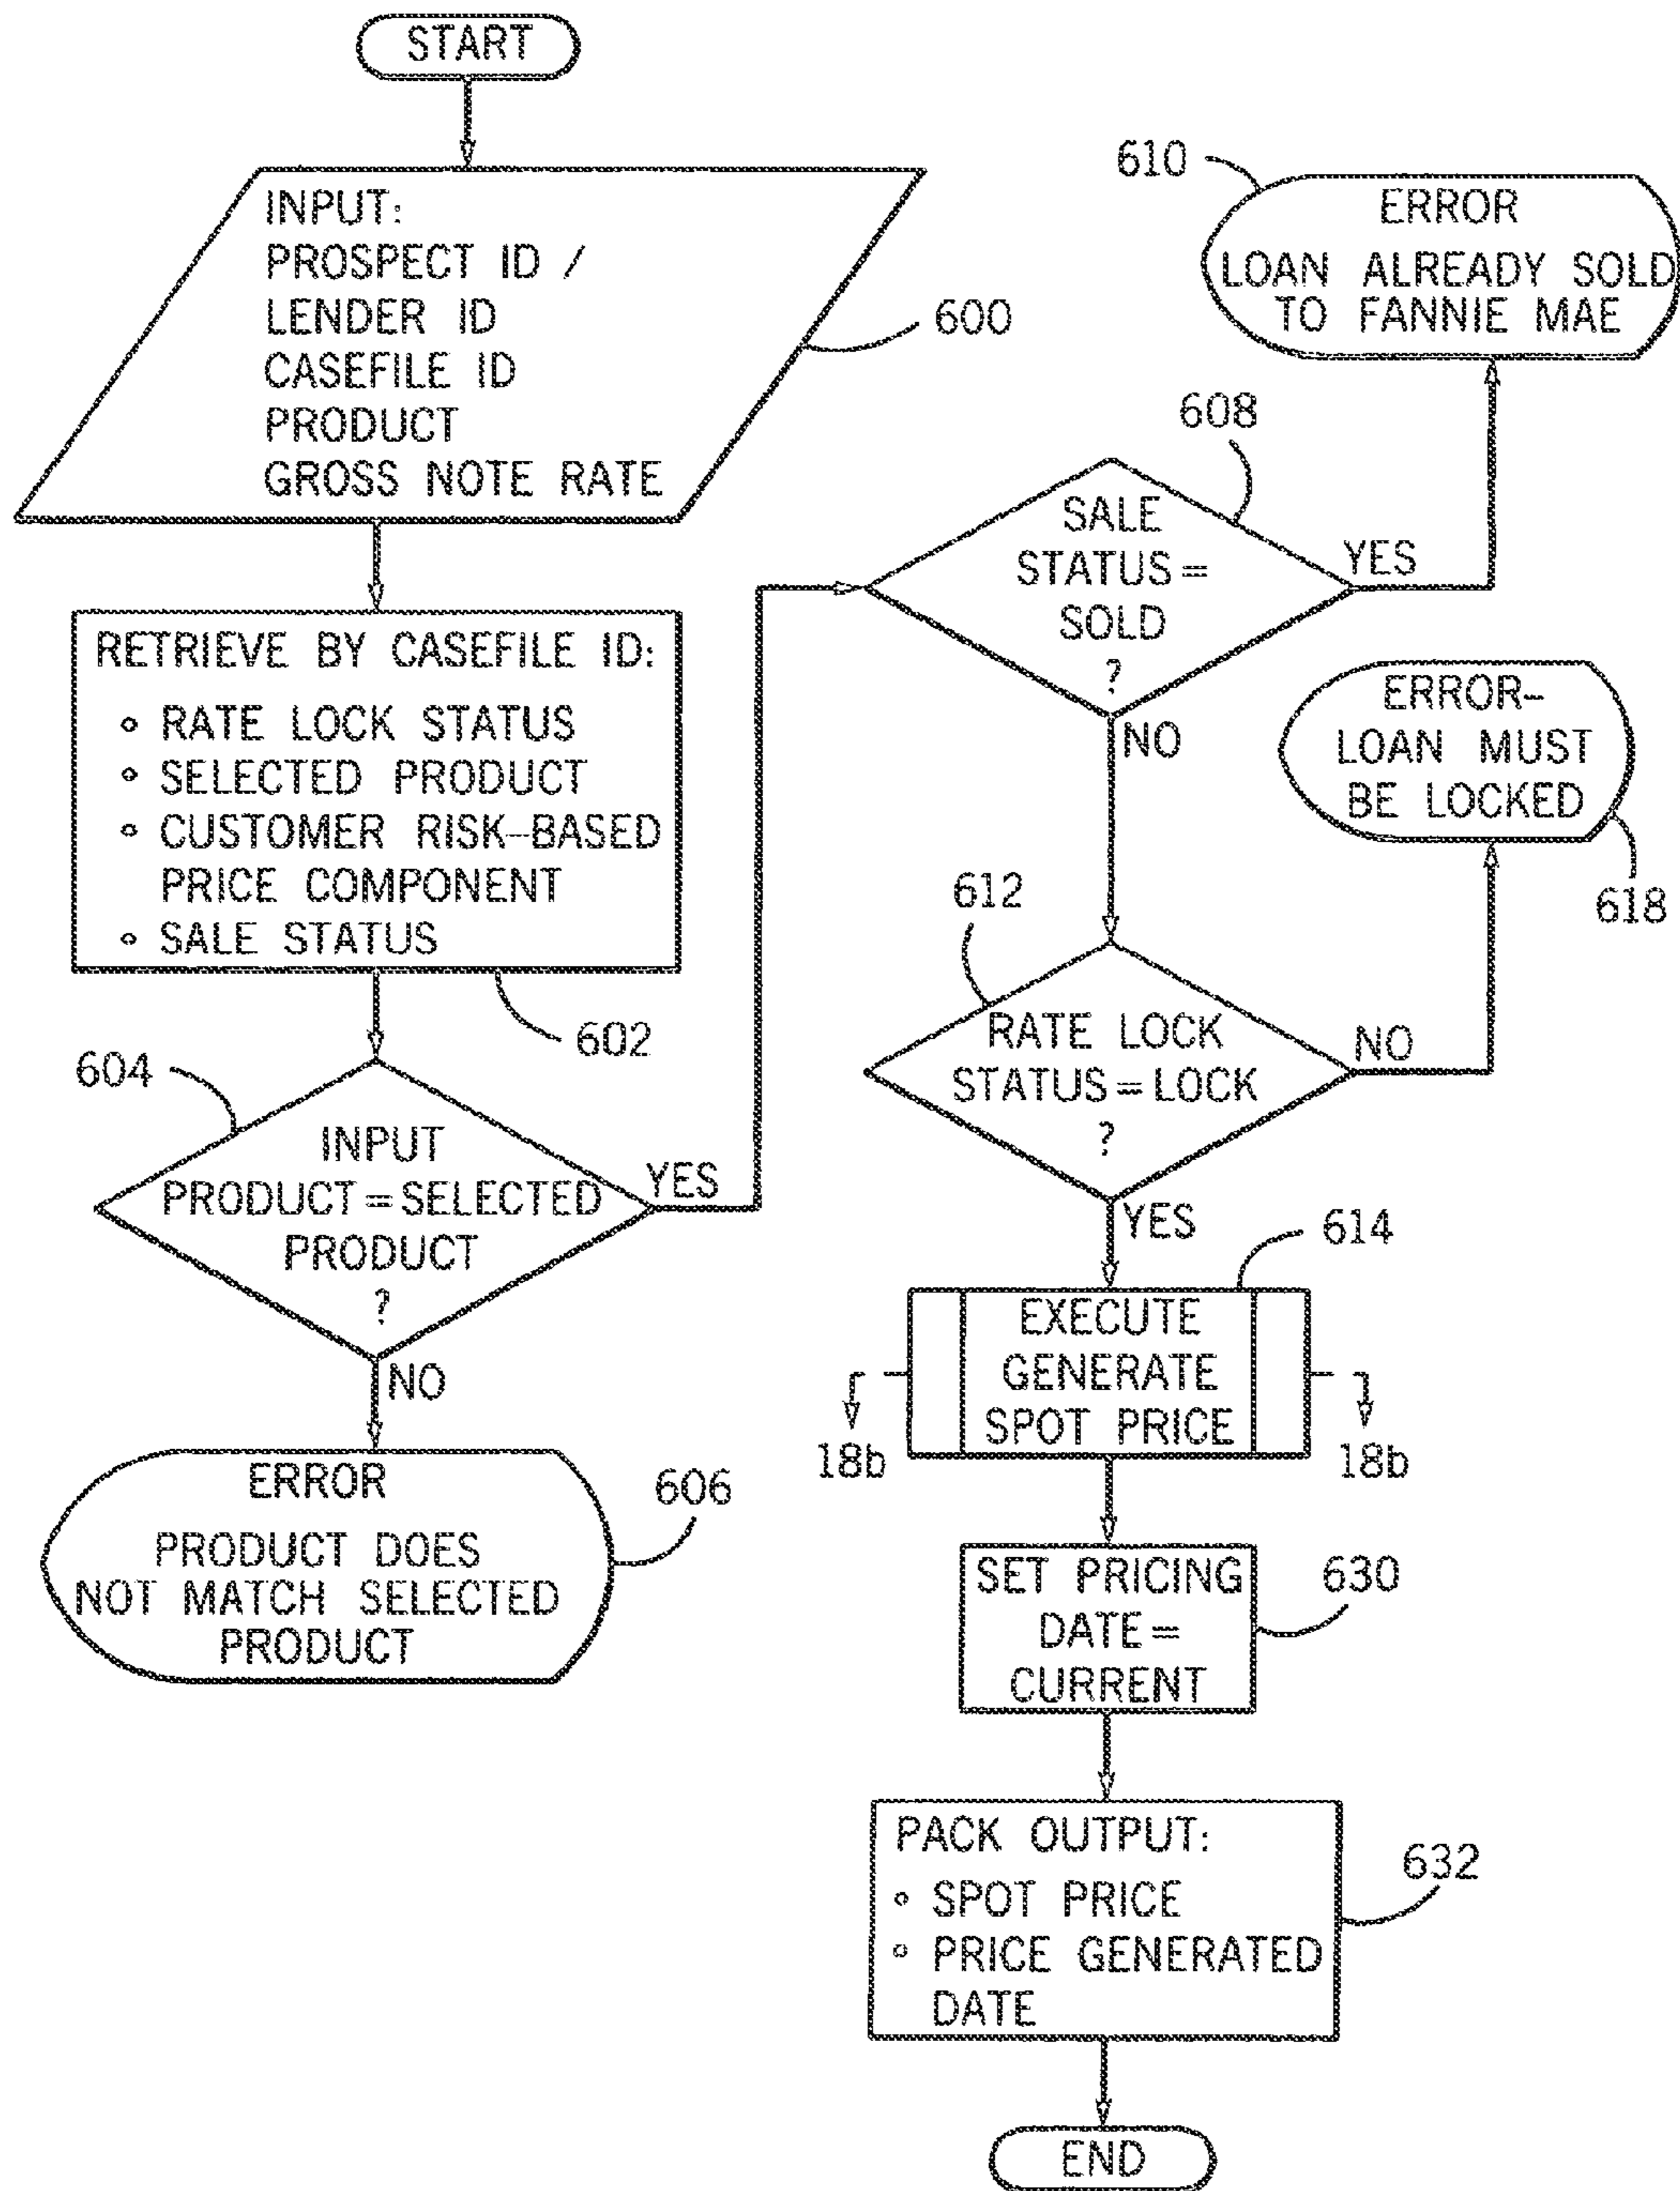 START
INPUT:
PROSPECT ID /
LENDER ID
CASEFILE ID
PRODUCT
GROSS NOTE RATE
600
RETRIEVE BY CASEFILE ID:
∘ RATE LOCK STATUS
∘ SELECTED PRODUCT
∘ CUSTOMER RISK-BASED
PRICE COMPONENT
∘ SALE STATUS
602
604
INPUT
PRODUCT=SELECTED
PRODUCT
?
YES
NO
ERROR
PRODUCT DOES
NOT MATCH SELECTED
PRODUCT
606
608
SALE
STATUS=
SOLD
?
YES
NO
610
ERROR
LOAN ALREADY SOLD
TO FANNIE MAE
612
RATE LOCK
STATUS=LOCK
?
NO
YES
ERROR-
LOAN MUST
BE LOCKED
618
614
EXECUTE
GENERATE
SPOT PRICE
18b
18b
SET PRICING
DATE=
CURRENT
630
PACK OUTPUT:
∘ SPOT PRICE
∘ PRICE GENERATED
DATE
632
END